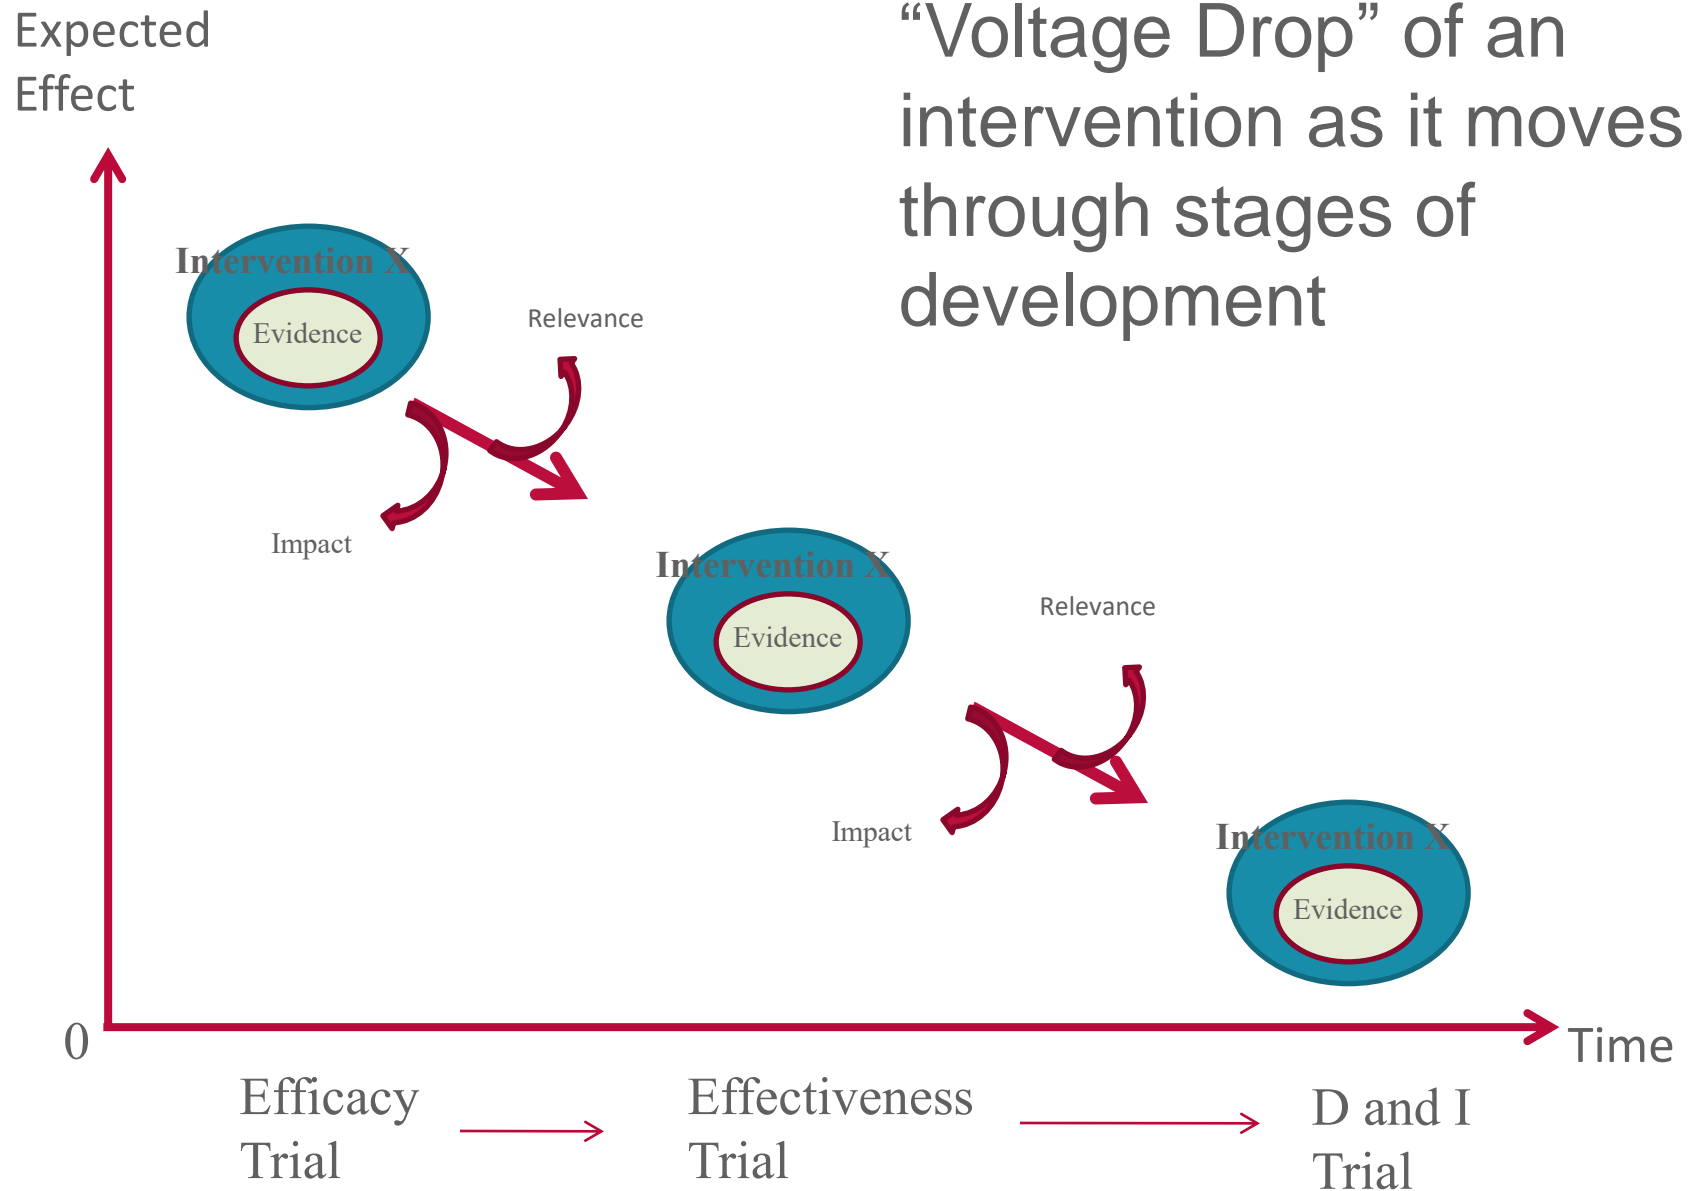 Expected
Effect
“Voltage Drop” of an
intervention as it moves
through stages of
development
Intervention X
Evidence
Relevance
Impact
Intervention X
Evidence
Relevance
Impact
Intervention X
Evidence
0
Time
Efficacy
Trial
Effectiveness
Trial
D and I
Trial